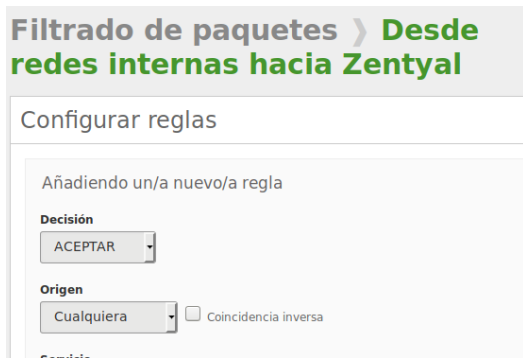 Filtrado de paquetes ❯ Desde
redes internas hacia Zentyal
Configurar reglas
Añadiendo un/a nuevo/a regla
Decisión
ACEPTAR
Origen
Cualquiera Coincidencia inversa